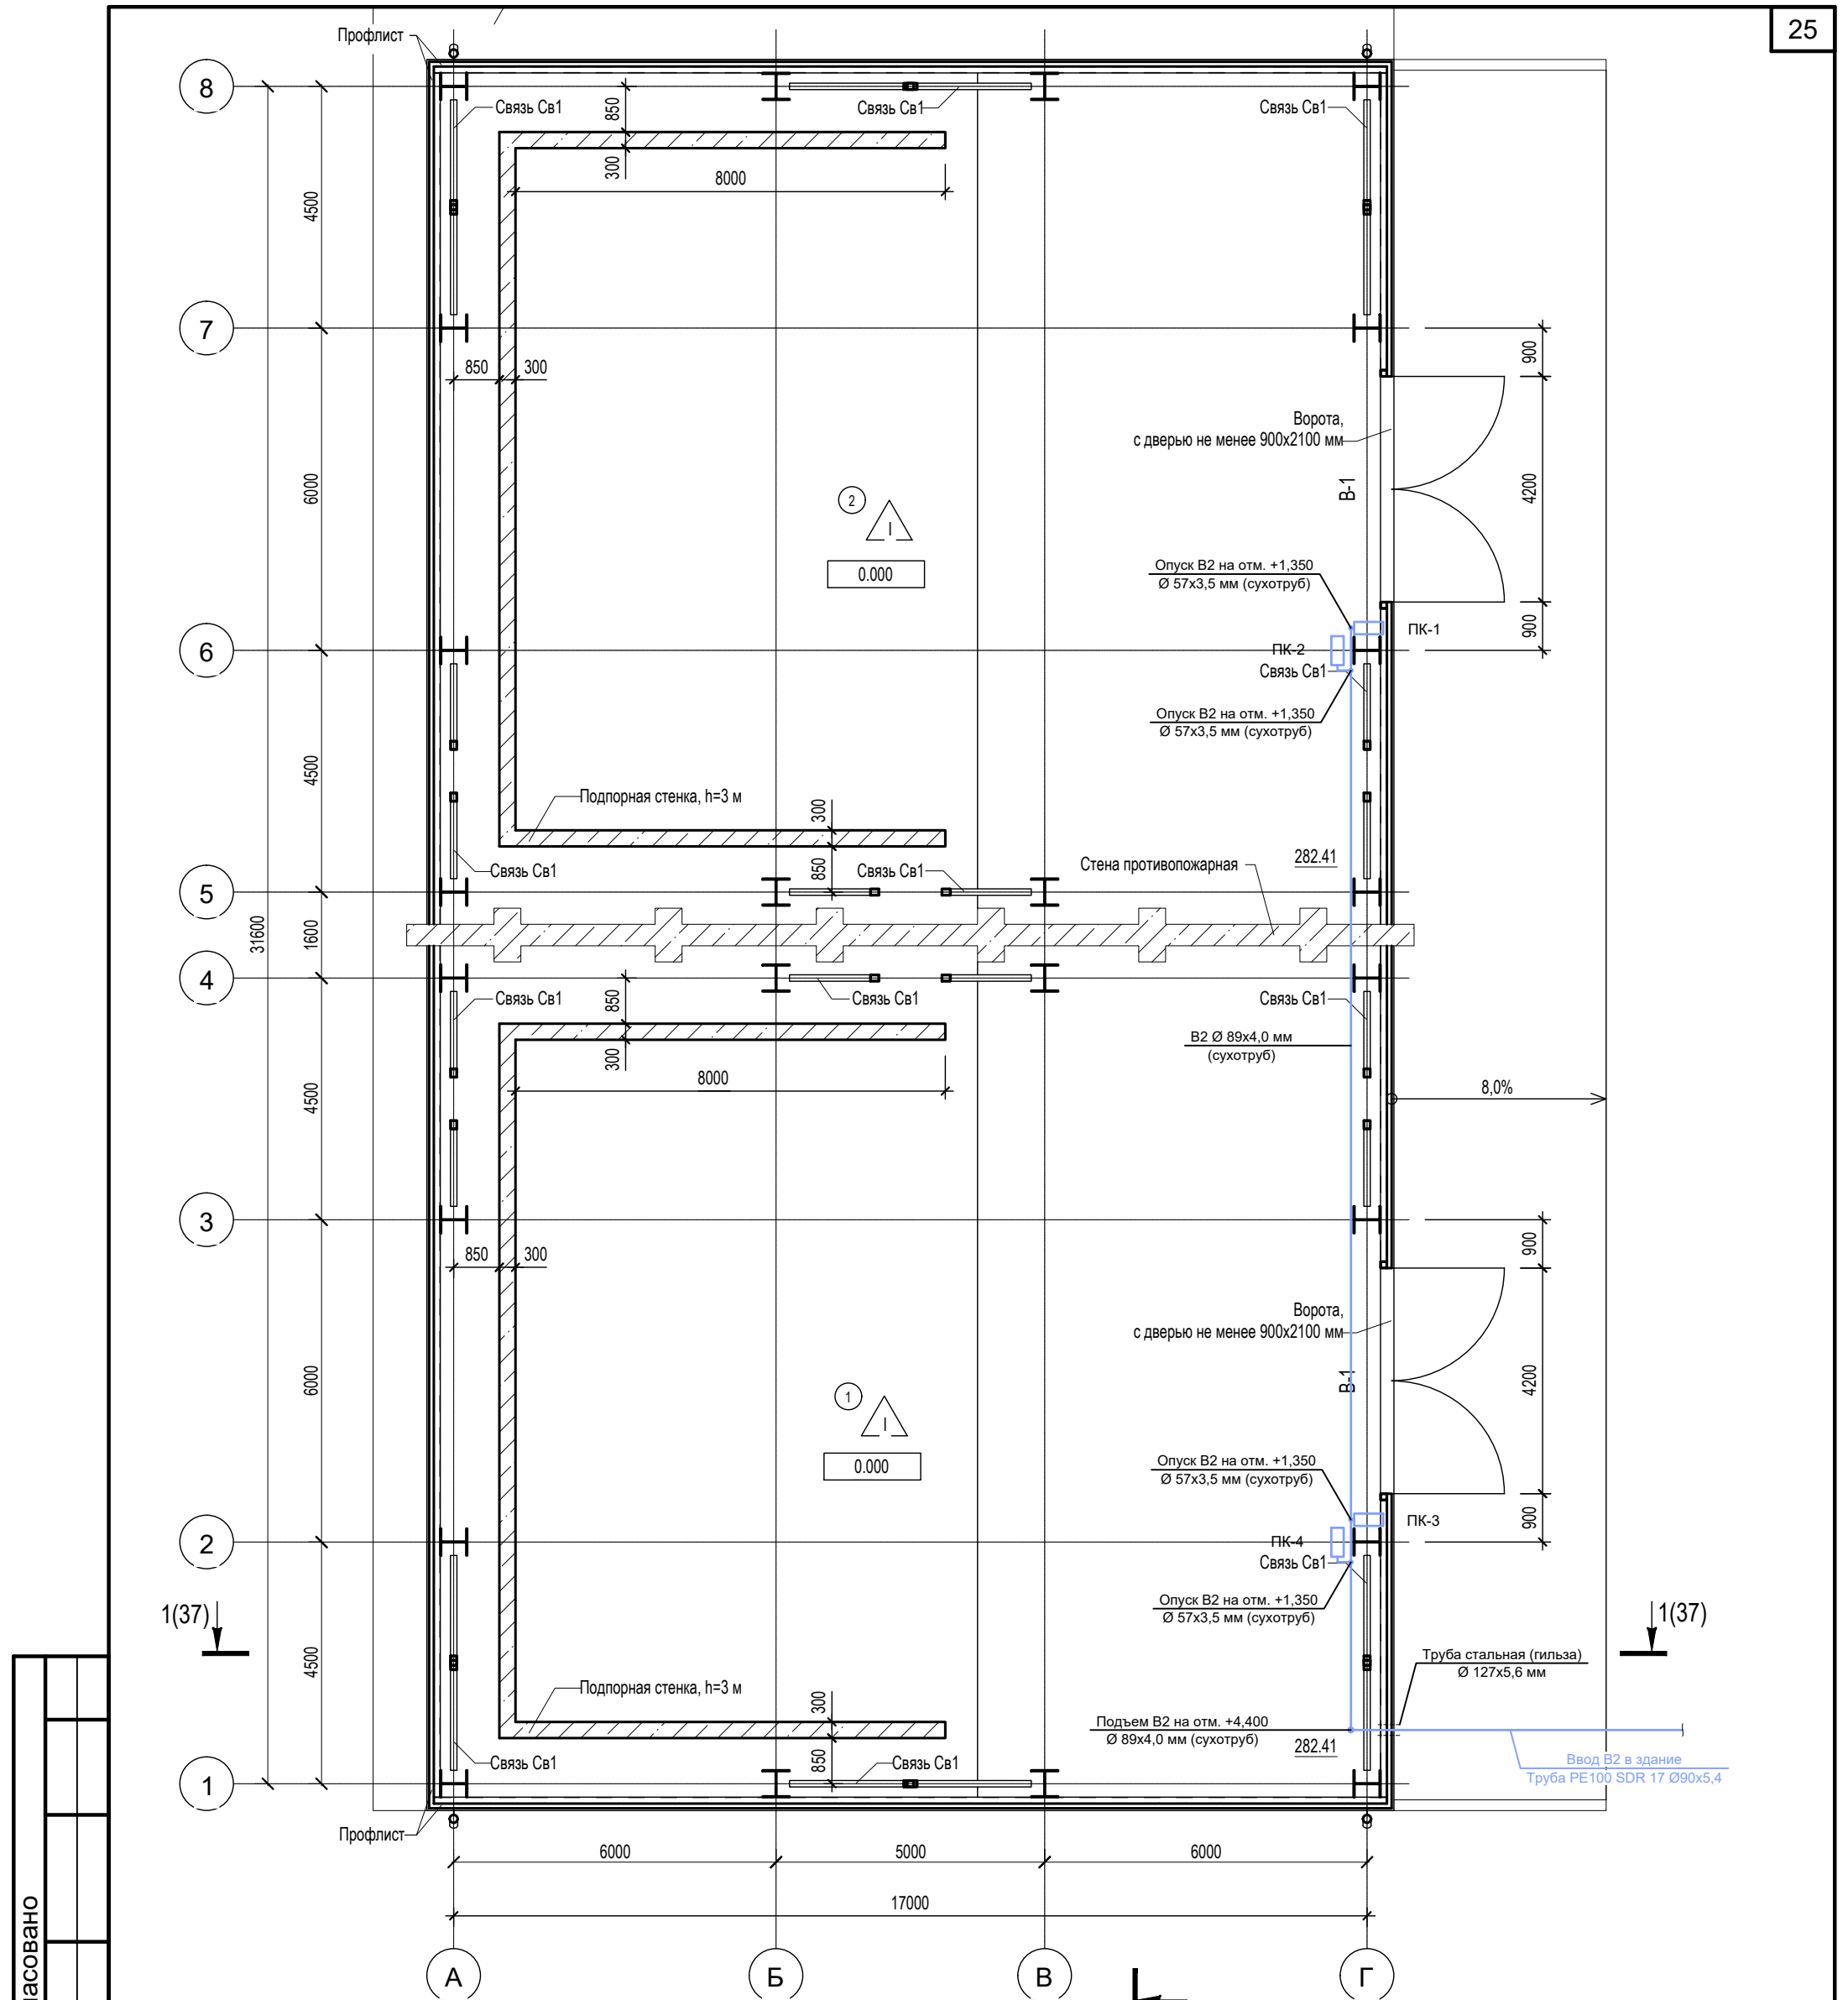 25
Профлист
8
Связь Св1
850
Связь Св1
Связь Св1
300
8000
4500
7
850
300
900
Ворота,
с дверью не менее 900х2100 мм
6000
2
I
0.000
В-1
4200
Опуск В2 на отм. +1,350
Ø 57х3,5 мм (сухотруб)
900
ПК-1
6
ПК-2
Связь Св1
Опуск В2 на отм. +1,350
Ø 57х3,5 мм (сухотруб)
4500
Подпорная стенка, h=3 м
300
Связь Св1
850
Связь Св1
Стена противопожарная
282.41
5
31600
1600
4
Связь Св1
850
Связь Св1
Связь Св1
300
В2 Ø 89х4,0 мм
(сухотруб)
8000
4500
8,0%
3
850
300
900
Ворота,
с дверью не менее 900х2100 мм
6000
1
I
0.000
В-1
4200
Опуск В2 на отм. +1,350
Ø 57х3,5 мм (сухотруб)
900
ПК-3
2
ПК-4
Связь Св1
Опуск В2 на отм. +1,350
Ø 57х3,5 мм (сухотруб)
1(37)
1(37)
Труба стальная (гильза)
Ø 127х5,6 мм
4500
Подпорная стенка, h=3 м
300
Подъем В2 на отм. +4,400
Ø 89х4,0 мм (сухотруб)
282.41
Связь Св1
850
Связь Св1
Ввод В2 в здание
Труба PE100 SDR 17 Ø90х5,4
1
Профлист
6000
5000
6000
17000
А
Б
В
Г